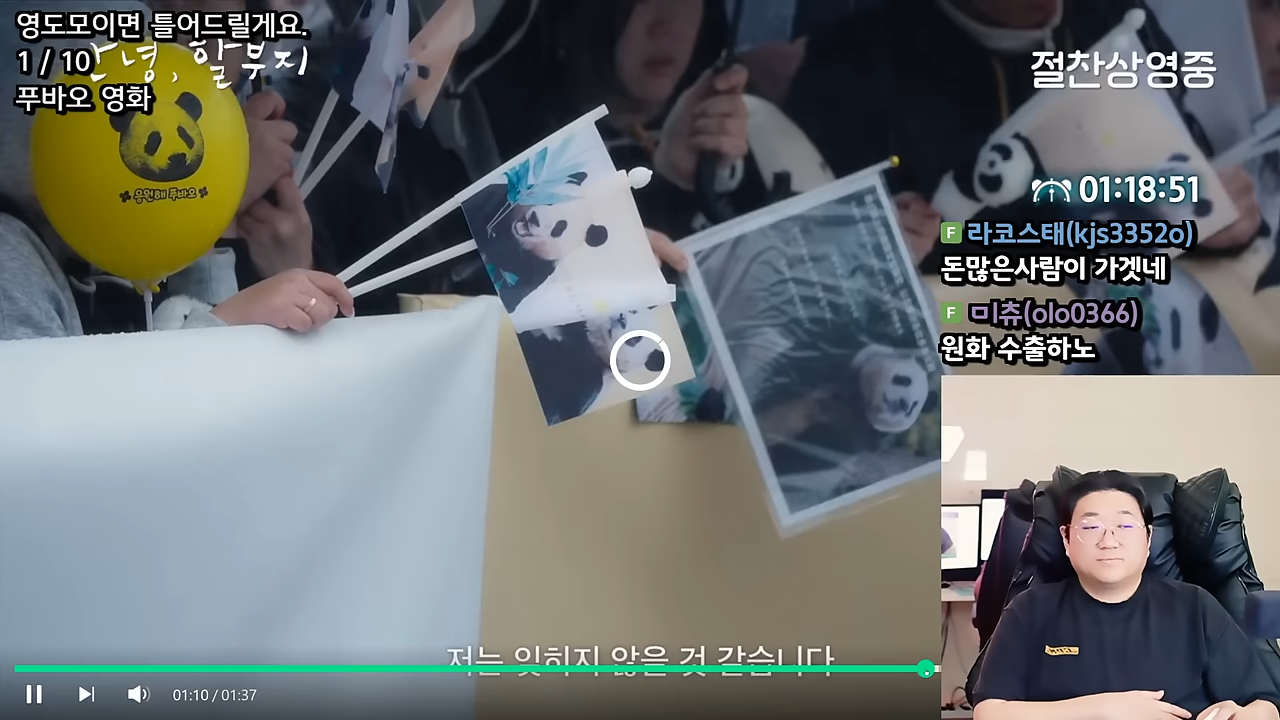 영도모이면 틀어드릴게요.
1 / 10
안녕, 할부지
푸바오 영화
절찬상영중
응원해 푸바오
01:18:51
F 라코스태(kjs3352o)
돈많은사람이 가겟네
F 미츄(olo0366)
원화 수출하노
저는 잊히지 않을 것 같습니다
01:10 / 01:37